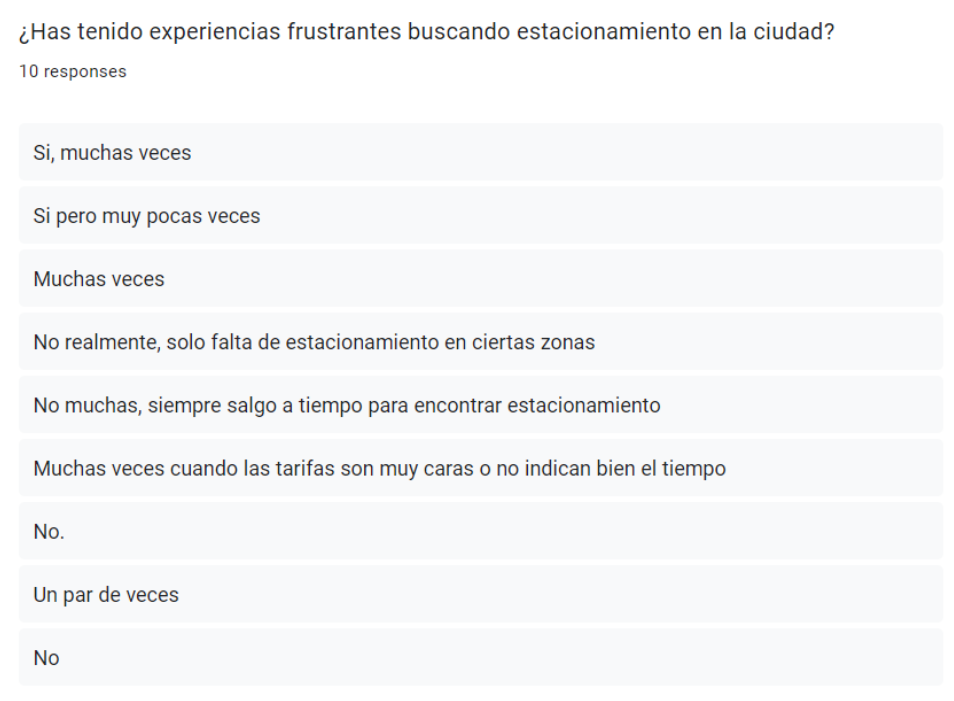 ¿Has tenido experiencias frustrantes buscando estacionamiento en la ciudad?
10 responses
Si, muchas veces
Si pero muy pocas veces
Muchas veces
No realmente, solo falta de estacionamiento en ciertas zonas
No muchas, siempre salgo a tiempo para encontrar estacionamiento
Muchas veces cuando las tarifas son muy caras o no indican bien el tiempo
No.
Un par de veces
No